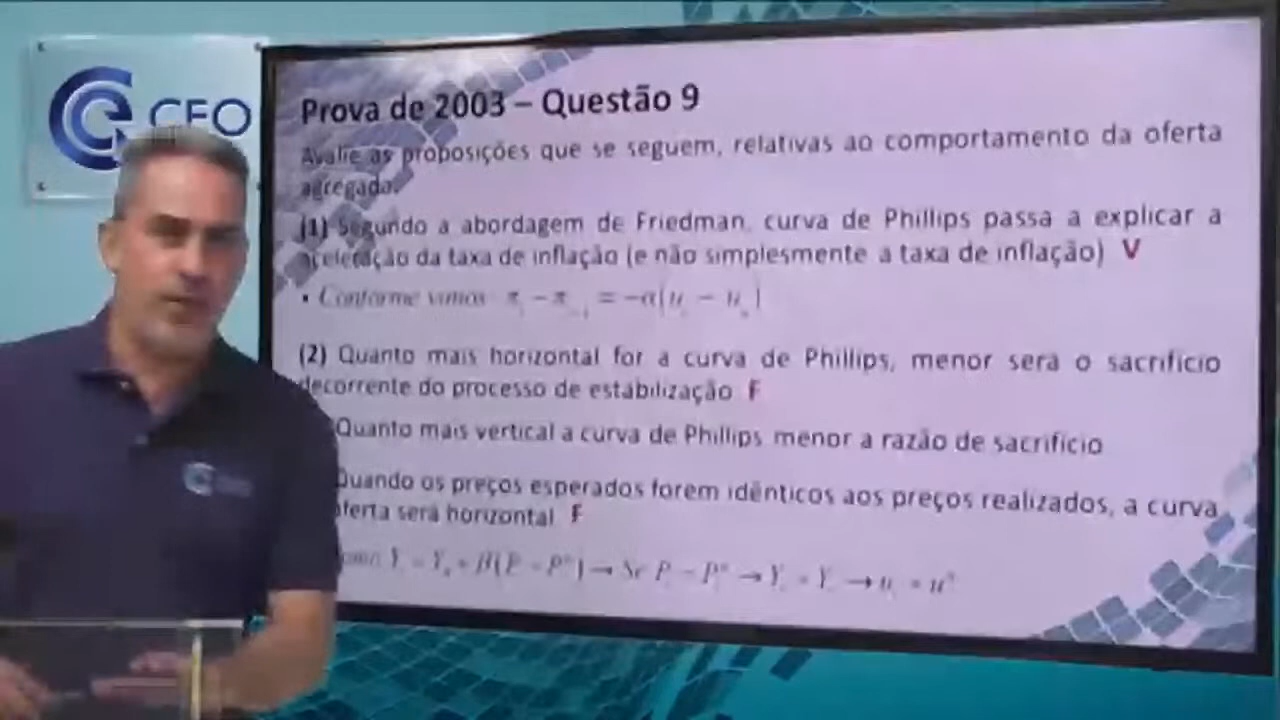 CEO
Prova de 2003 – Questão 9
Avalie as proposições que se seguem, relativas ao comportamento da oferta
agregada.
(1) Segundo a abordagem de Friedman, curva de Phillips passa a explicar a
aceleração da taxa de inflação (e não simplesmente a taxa de inflação) V
• Conforme vimos
(2) Quanto mais horizontal for a curva de Phillips, menor será o sacrifício
decorrente do processo de estabilização F
Quanto mais vertical a curva de Phillips menor a razão de sacrifício
Quando os preços esperados forem idênticos aos preços realizados, a curva
oferta será horizontal F